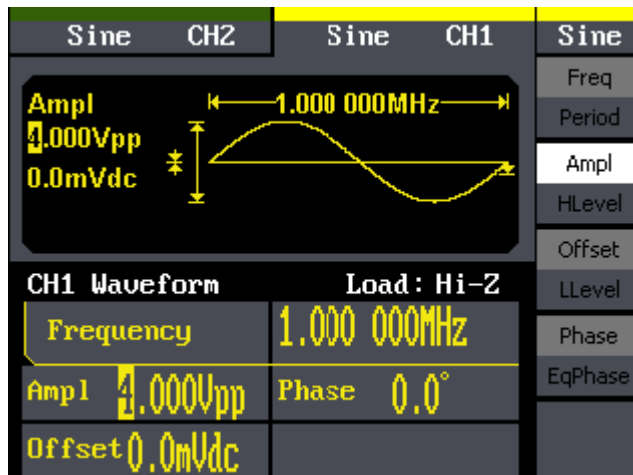 Sine CH2 Sine CH1 Sine
Ampl
1.000 000MHz
4.000Vpp
0.0mVdc
CH1 Waveform Load: Hi-Z
Frequency 1.000 000MHz
Ampl 4.000Vpp Phase 0.0°
Offset 0.0mVdc
Freq
Period
Ampl
HLevel
Offset
LLevel
Phase
EqPhase